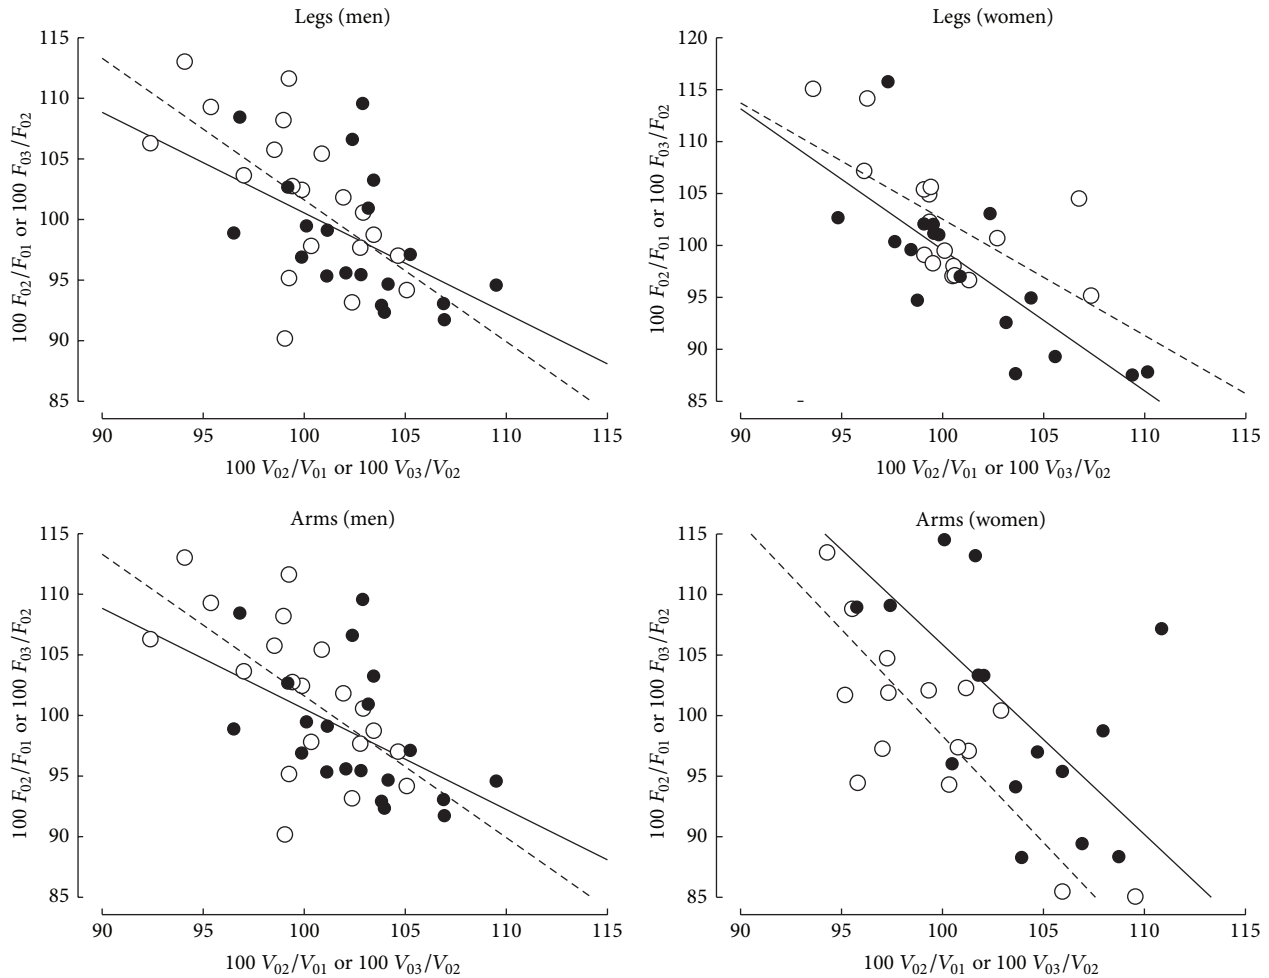 Legs (men)
115
110
105
100
95
90
85
100 F02/F01 or 100 F03/F02
90 95 100 105 110 115
100 V02/V01 or 100 V03/V02
Legs (women)
120
115
110
105
100
95
90
85
100 F02/F01 or 100 F03/F02
90 95 100 105 110 115
100 V02/V01 or 100 V03/V02
Arms (men)
115
110
105
100
95
90
85
100 F02/F01 or 100 F03/F02
90 95 100 105 110 115
100 V02/V01 or 100 V03/V02
Arms (women)
115
110
105
100
95
90
85
100 F02/F01 or 100 F03/F02
90 95 100 105 110 115
100 V02/V01 or 100 V03/V02